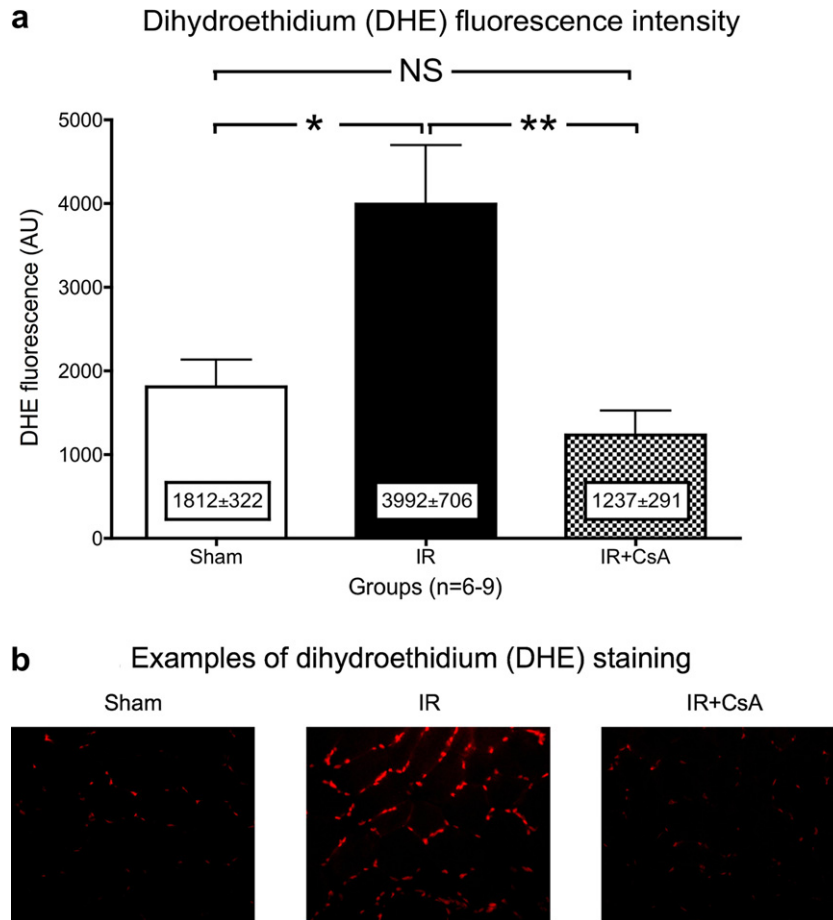 a
Dihydroethidium (DHE) fluorescence intensity
NS
* **
5000
4000
3000
2000
1000
0
DHE fluorescence (AU)
1812±322 3992±706 1237±291
Sham IR IR+CsA
Groups (n=6-9)
b
Examples of dihydroethidium (DHE) staining
Sham IR IR+CsA